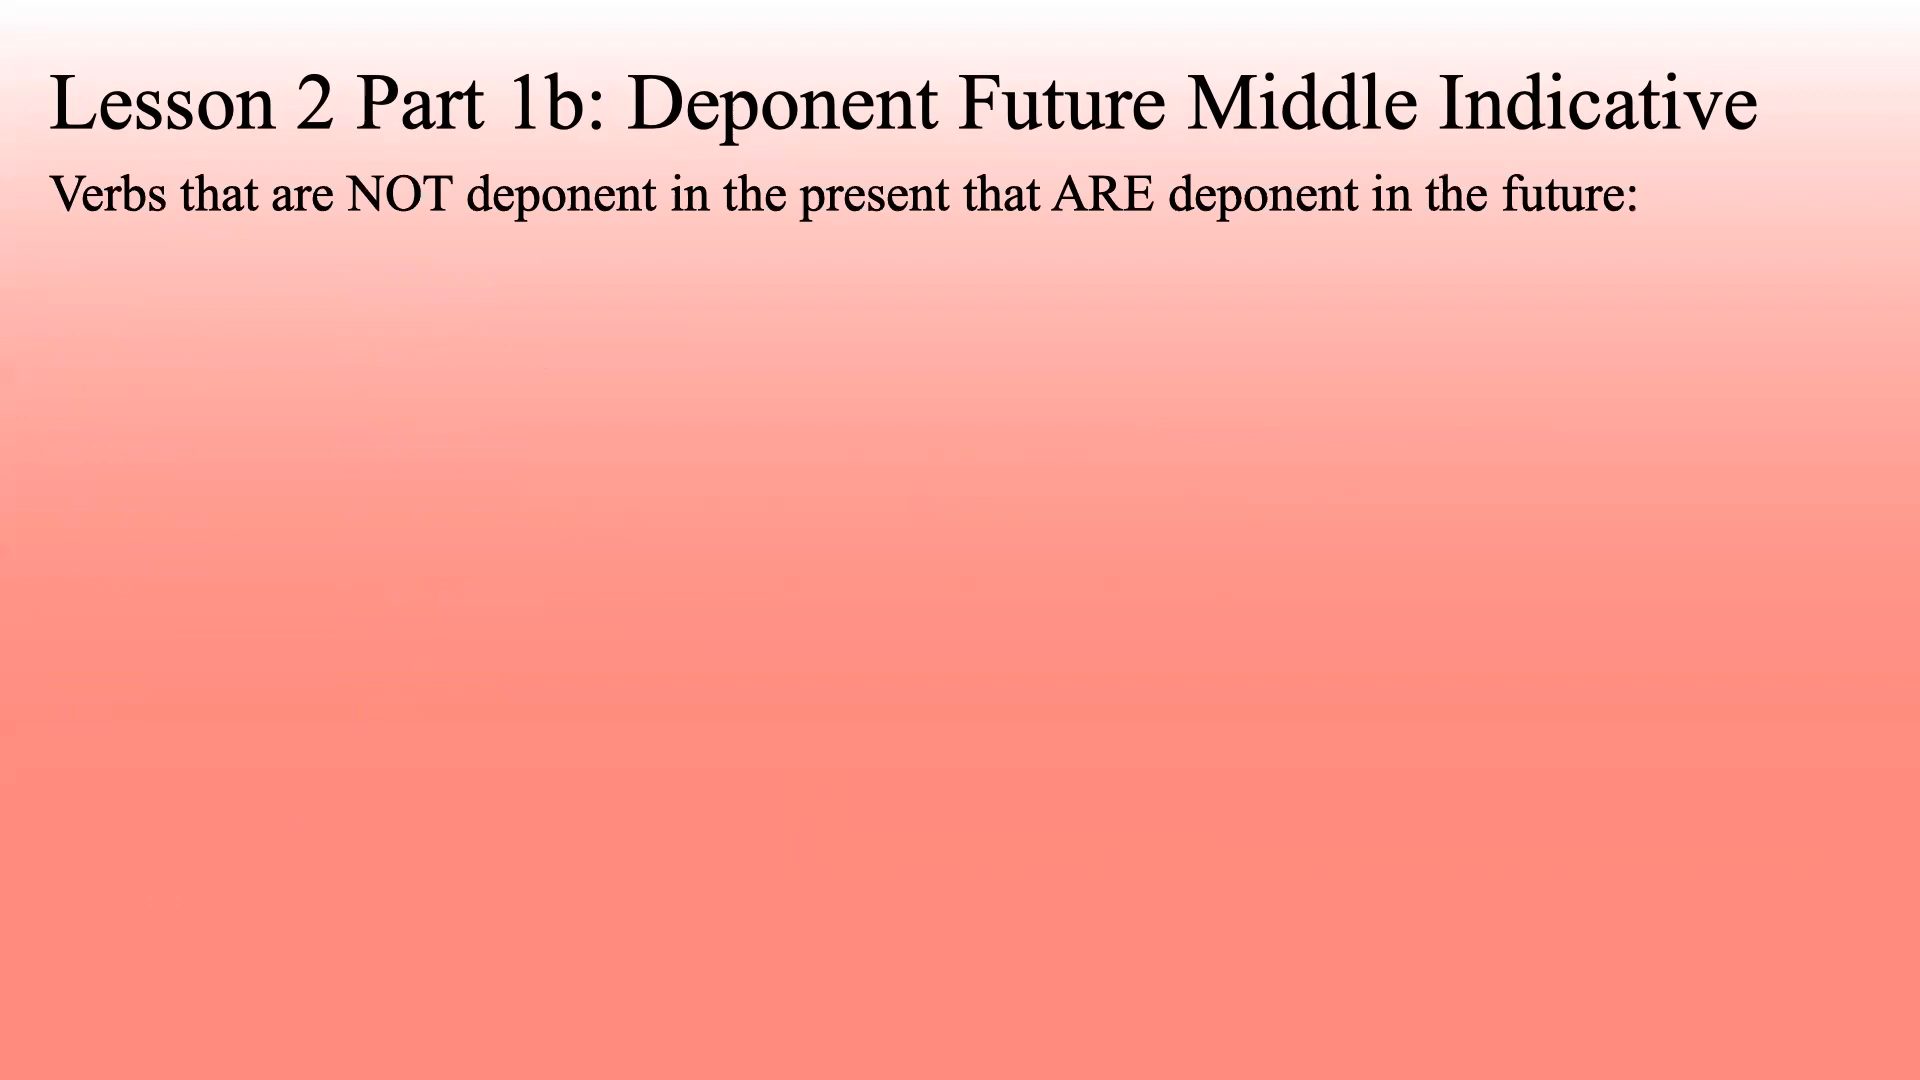 Lesson 2 Part 1b: Deponent Future Middle Indicative
Verbs that are NOT deponent in the present that ARE deponent in the future: